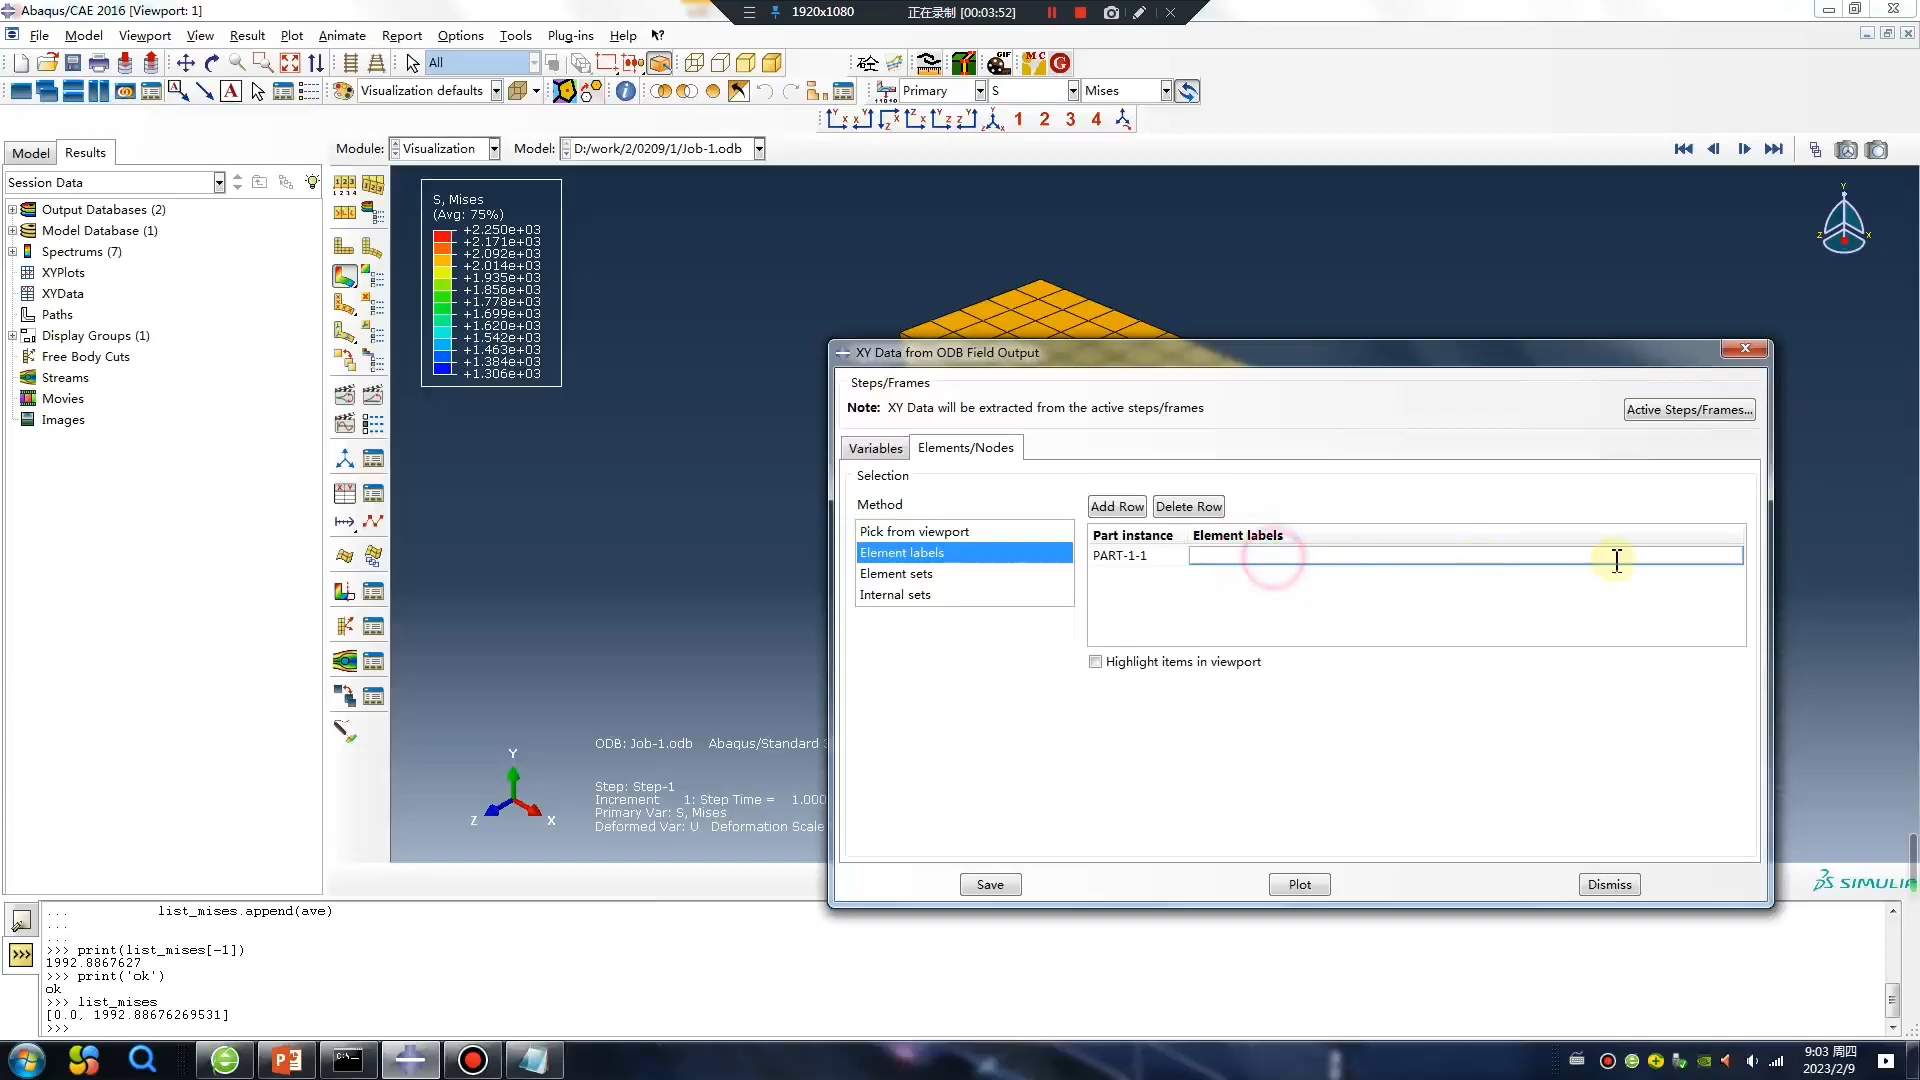 Abaqus/CAE 2016 [Viewport: 1]
1920x1080
正在录制 [00:03:52]
File Model Viewport View Result Plot Animate Report Options Tools Plug-ins Help
All
Visualization defaults
Primary
S
Mises
1 2 3 4
Model
Results
Module:
Visualization
Model:
D:/work/2/0209/1/Job-1.odb
Session Data
Output Databases (2)
Model Database (1)
Spectrums (7)
XYPlots
XYData
Paths
Display Groups (1)
Free Body Cuts
Streams
Movies
Images
S, Mises
(Avg: 75%)
+2.250e+03
+2.171e+03
+2.092e+03
+2.014e+03
+1.935e+03
+1.856e+03
+1.778e+03
+1.699e+03
+1.620e+03
+1.542e+03
+1.463e+03
+1.384e+03
+1.306e+03
Y
Z
X
XY Data from ODB Field Output
Steps/Frames
Note: XY Data will be extracted from the active steps/frames
Active Steps/Frames...
Variables
Elements/Nodes
Selection
Method
Pick from viewport
Element labels
Element sets
Internal sets
Add Row
Delete Row
Part instance
Element labels
PART-1-1
Highlight items in viewport
Save
Plot
Dismiss
ODB: Job-1.odb Abaqus/Standard 3
Step: Step-1
Increment 1: Step Time = 1.000
Primary Var: S, Mises
Deformed Var: U Deformation Scale
Y
Z
X
SIMULIA
... list_mises.append(ave)
...
...
>>> print(list_mises[-1])
1992.8867627
>>> print('ok')
ok
>>> list_mises
[0.0, 1992.88676269531]
>>>
9:03 周四
2023/2/9